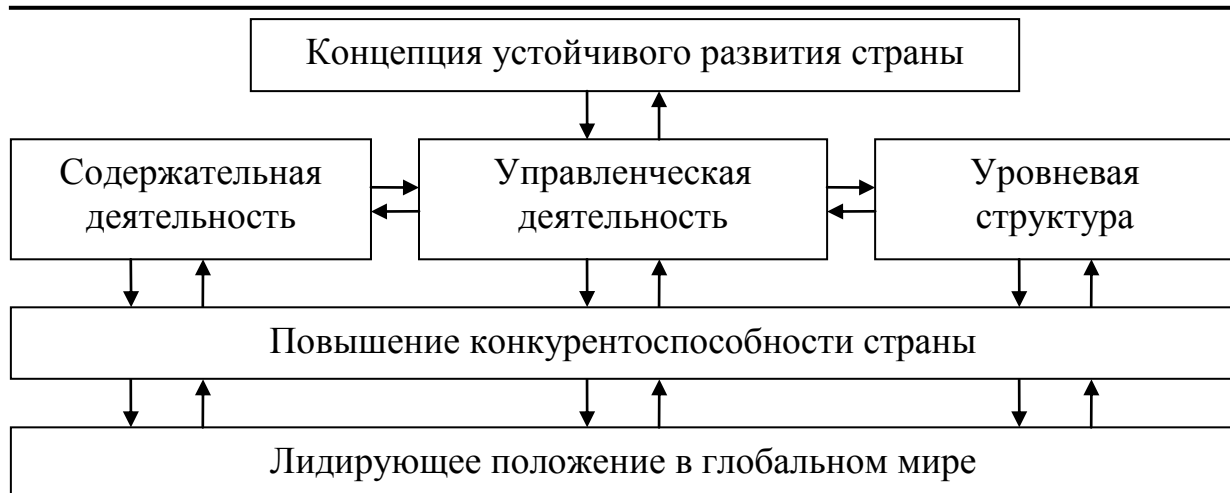 Концепция устойчивого развития страны
Содержательная
деятельность
Управленческая
деятельность
Уровневая
структура
Повышение конкурентоспособности страны
Лидирующее положение в глобальном мире